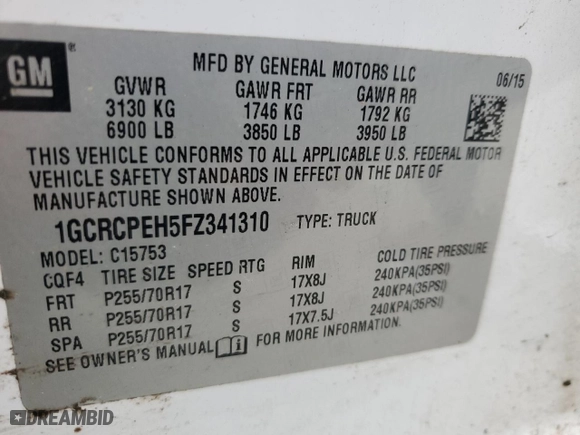 GM ®
MFD BY GENERAL MOTORS LLC
06/15
GVWR GAWR FRT GAWR RR
3130 KG 1746 KG 1792 KG
6900 LB 3850 LB 3950 LB
THIS VEHICLE CONFORMS TO ALL APPLICABLE U.S. FEDERAL MOTOR
VEHICLE SAFETY STANDARDS IN EFFECT ON THE DATE OF
MANUFACTURE SHOWN ABOVE.
1GCRCPEH5FZ341310 TYPE: TRUCK
MODEL: C15753
CQF4 TIRE SIZE SPEED RTG RIM COLD TIRE PRESSURE
FRT P255/70R17 S 17X8J 240KPA(35PSI)
RR P255/70R17 S 17X8J 240KPA(35PSI)
SPA P255/70R17 S 17X7.5J 240KPA(35PSI)
SEE OWNER'S MANUAL FOR MORE INFORMATION.
DREAMBID